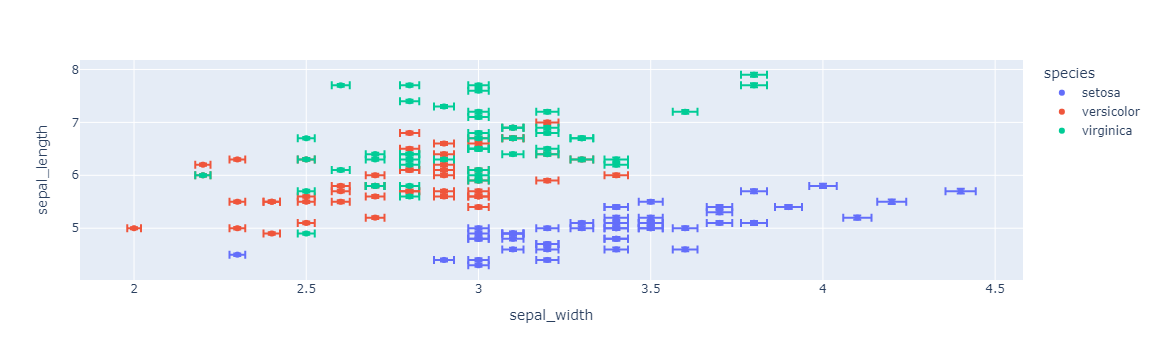 species
setosa
versicolor
virginica
sepal_length
8
7
6
5
2
2.5
3
3.5
4
4.5
sepal_width